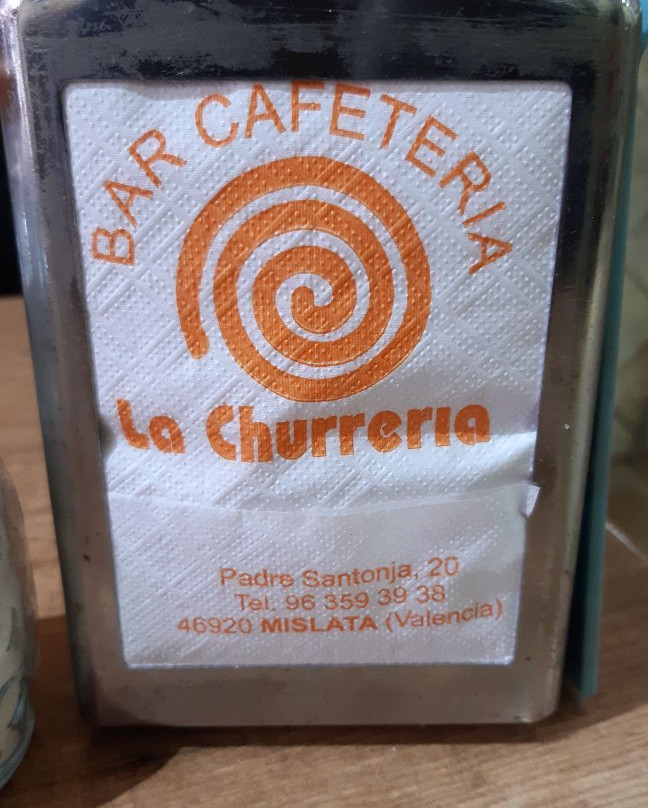 BAR CAFETERIA
La Churreria
Padre Santonja, 20
Tel. 96 359 39 38
46920 MISLATA (Valencia)